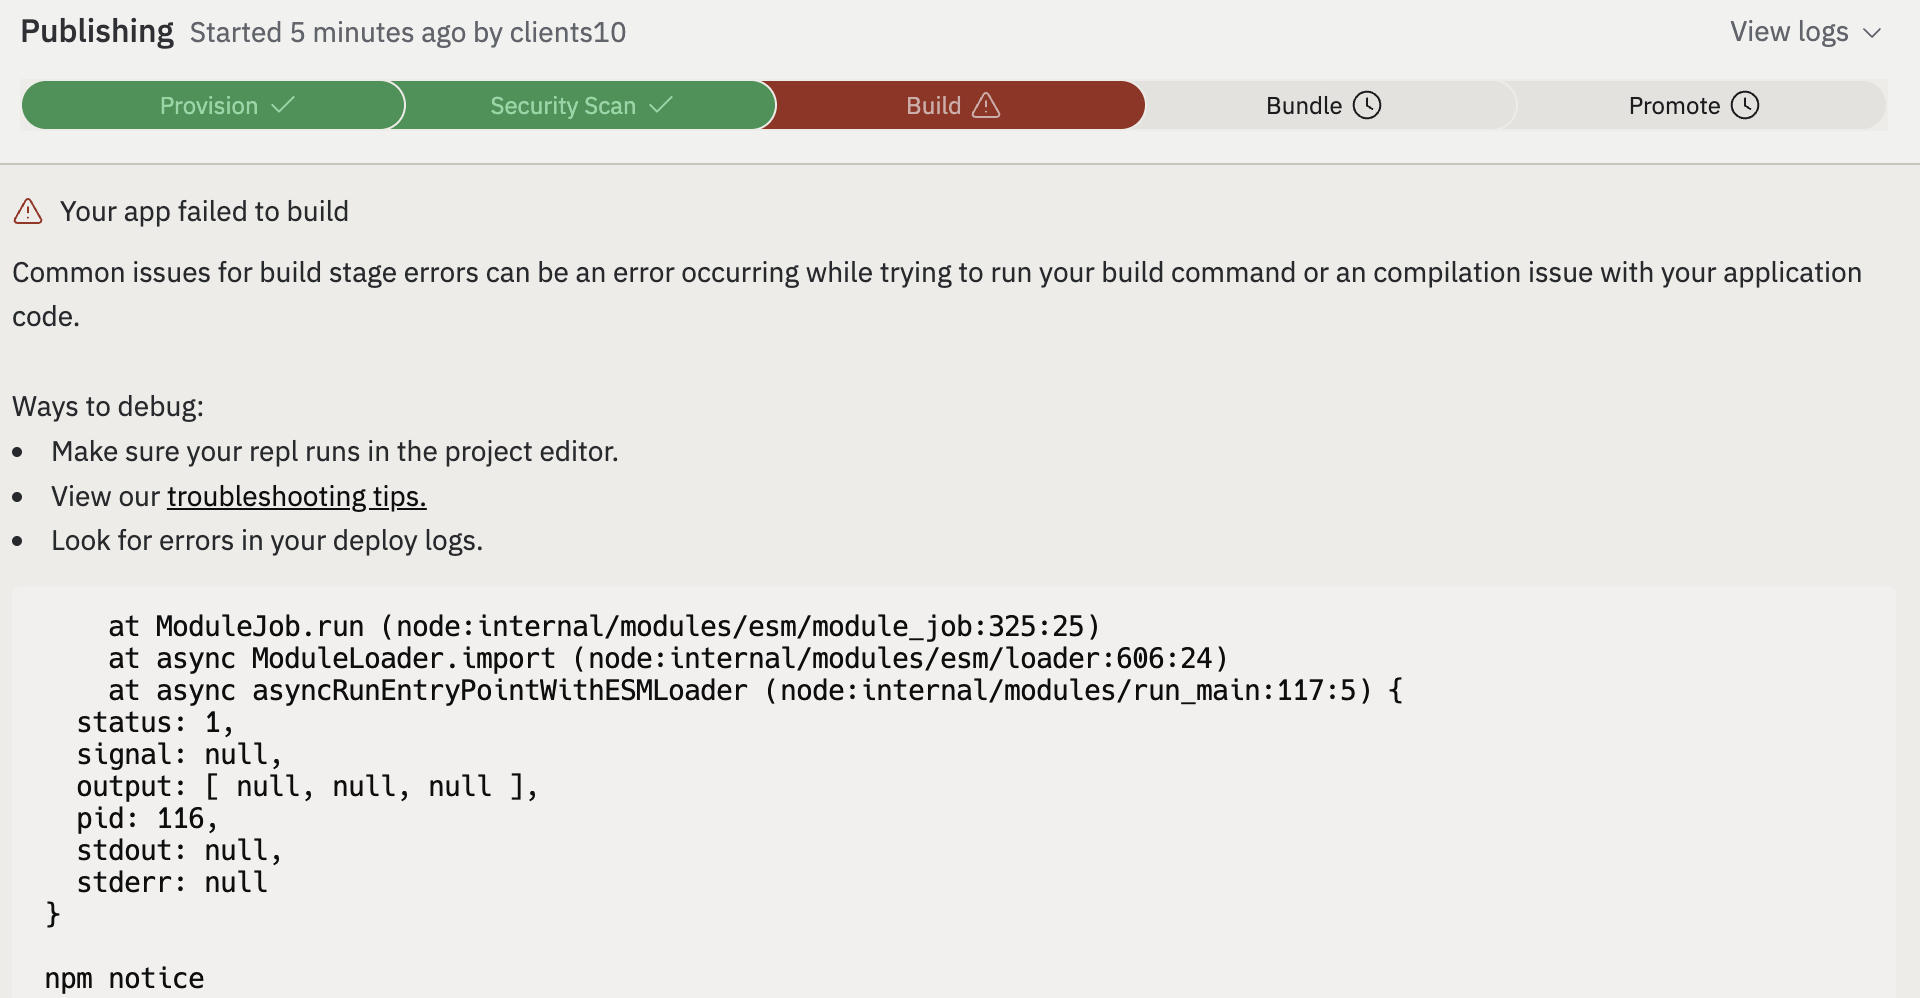 Publishing Started 5 minutes ago by clients10 View logs
Provision Security Scan Build Bundle Promote
Your app failed to build
Common issues for build stage errors can be an error occurring while trying to run your build command or an compilation issue with your application
code.
Ways to debug:
• Make sure your repl runs in the project editor.
• View our troubleshooting tips.
• Look for errors in your deploy logs.
    at ModuleJob.run (node:internal/modules/esm/module_job:325:25)
    at async ModuleLoader.import (node:internal/modules/esm/loader:606:24)
    at async asyncRunEntryPointWithESMLoader (node:internal/modules/run_main:117:5) {
  status: 1,
  signal: null,
  output: [ null, null, null ],
  pid: 116,
  stdout: null,
  stderr: null
}
npm notice